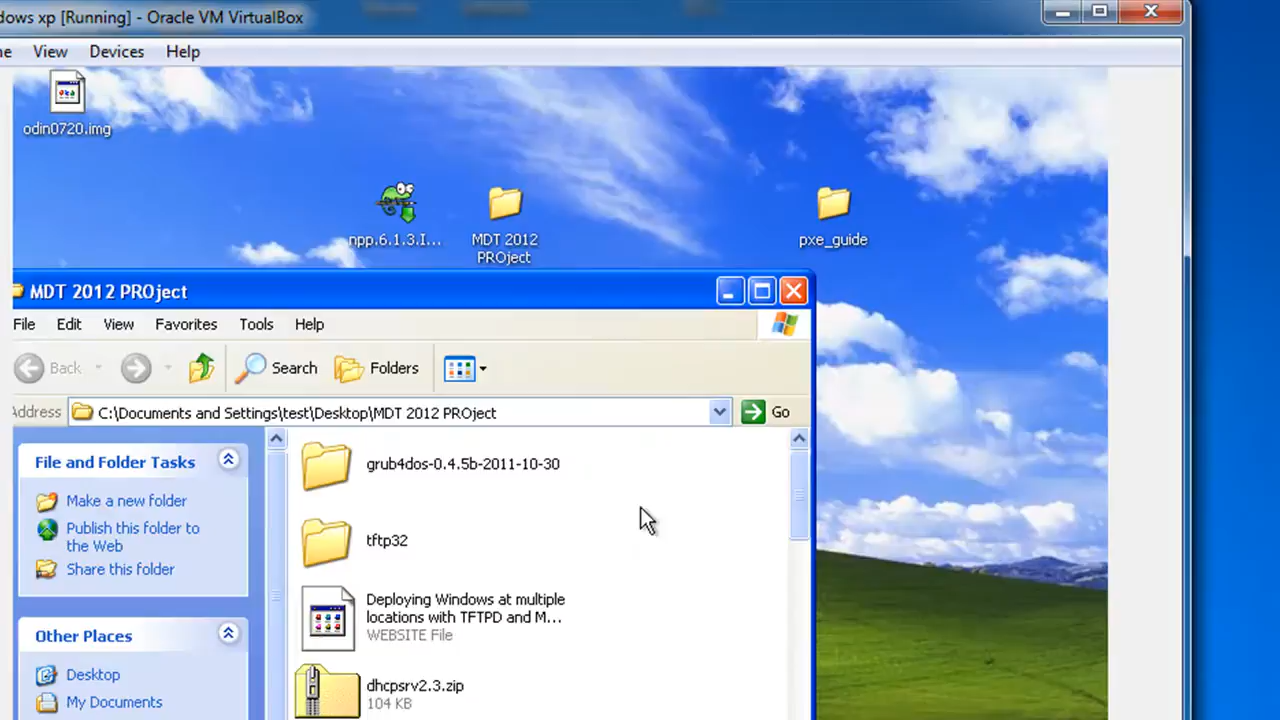 dows xp [Running] - Oracle VM VirtualBox
ne View Devices Help
odin0720.img
npp.6.1.3.I...
MDT 2012
PROject
pxe_guide
MDT 2012 PROject
File Edit View Favorites Tools Help
Back Search Folders
Address C:\Documents and Settings\test\Desktop\MDT 2012 PROject Go
File and Folder Tasks
Make a new folder
Publish this folder to
the Web
Share this folder
Other Places
Desktop
My Documents
grub4dos-0.4.5b-2011-10-30
tftp32
Deploying Windows at multiple
locations with TFTPD and M...
WEBSITE File
dhcpsrv2.3.zip
104 KB